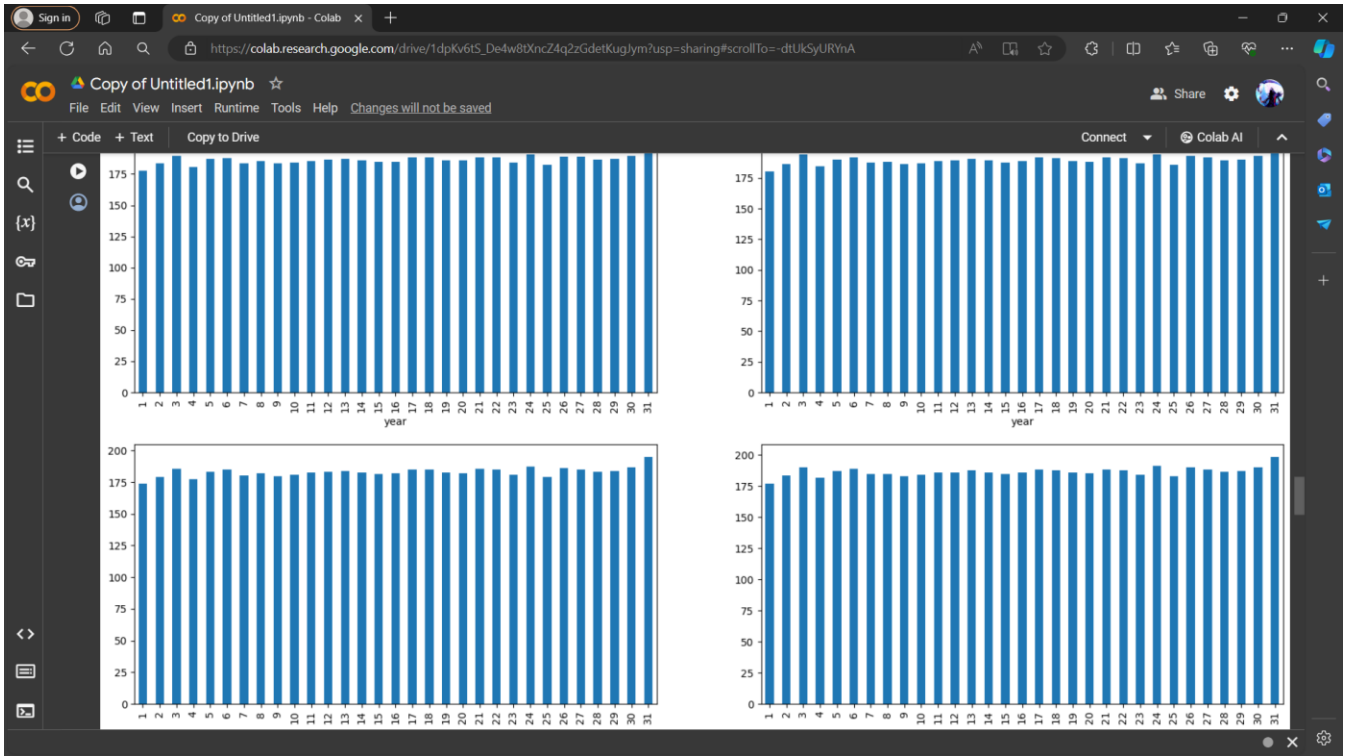 Sign in
Copy of Untitled1.ipynb - Colab
https://colab.research.google.com/drive/1dpKv6tS_De4w8tXncZ4q2zGdetKugJym?usp=sharing#scrollTo=-dtUkSyURYnA
Copy of Untitled1.ipynb
File Edit View Insert Runtime Tools Help Changes will not be saved
Share
+ Code + Text Copy to Drive
Connect Colab AI
{x}
175
150
125
100
75
50
25
0
1 2 3 4 5 6 7 8 9 10 11 12 13 14 15 16 17 18 19 20 21 22 23 24 25 26 27 28 29 30 31
year
175
150
125
100
75
50
25
0
1 2 3 4 5 6 7 8 9 10 11 12 13 14 15 16 17 18 19 20 21 22 23 24 25 26 27 28 29 30 31
year
200
175
150
125
100
75
50
25
0
1 2 3 4 5 6 7 8 9 10 11 12 13 14 15 16 17 18 19 20 21 22 23 24 25 26 27 28 29 30 31
200
175
150
125
100
75
50
25
0
1 2 3 4 5 6 7 8 9 10 11 12 13 14 15 16 17 18 19 20 21 22 23 24 25 26 27 28 29 30 31